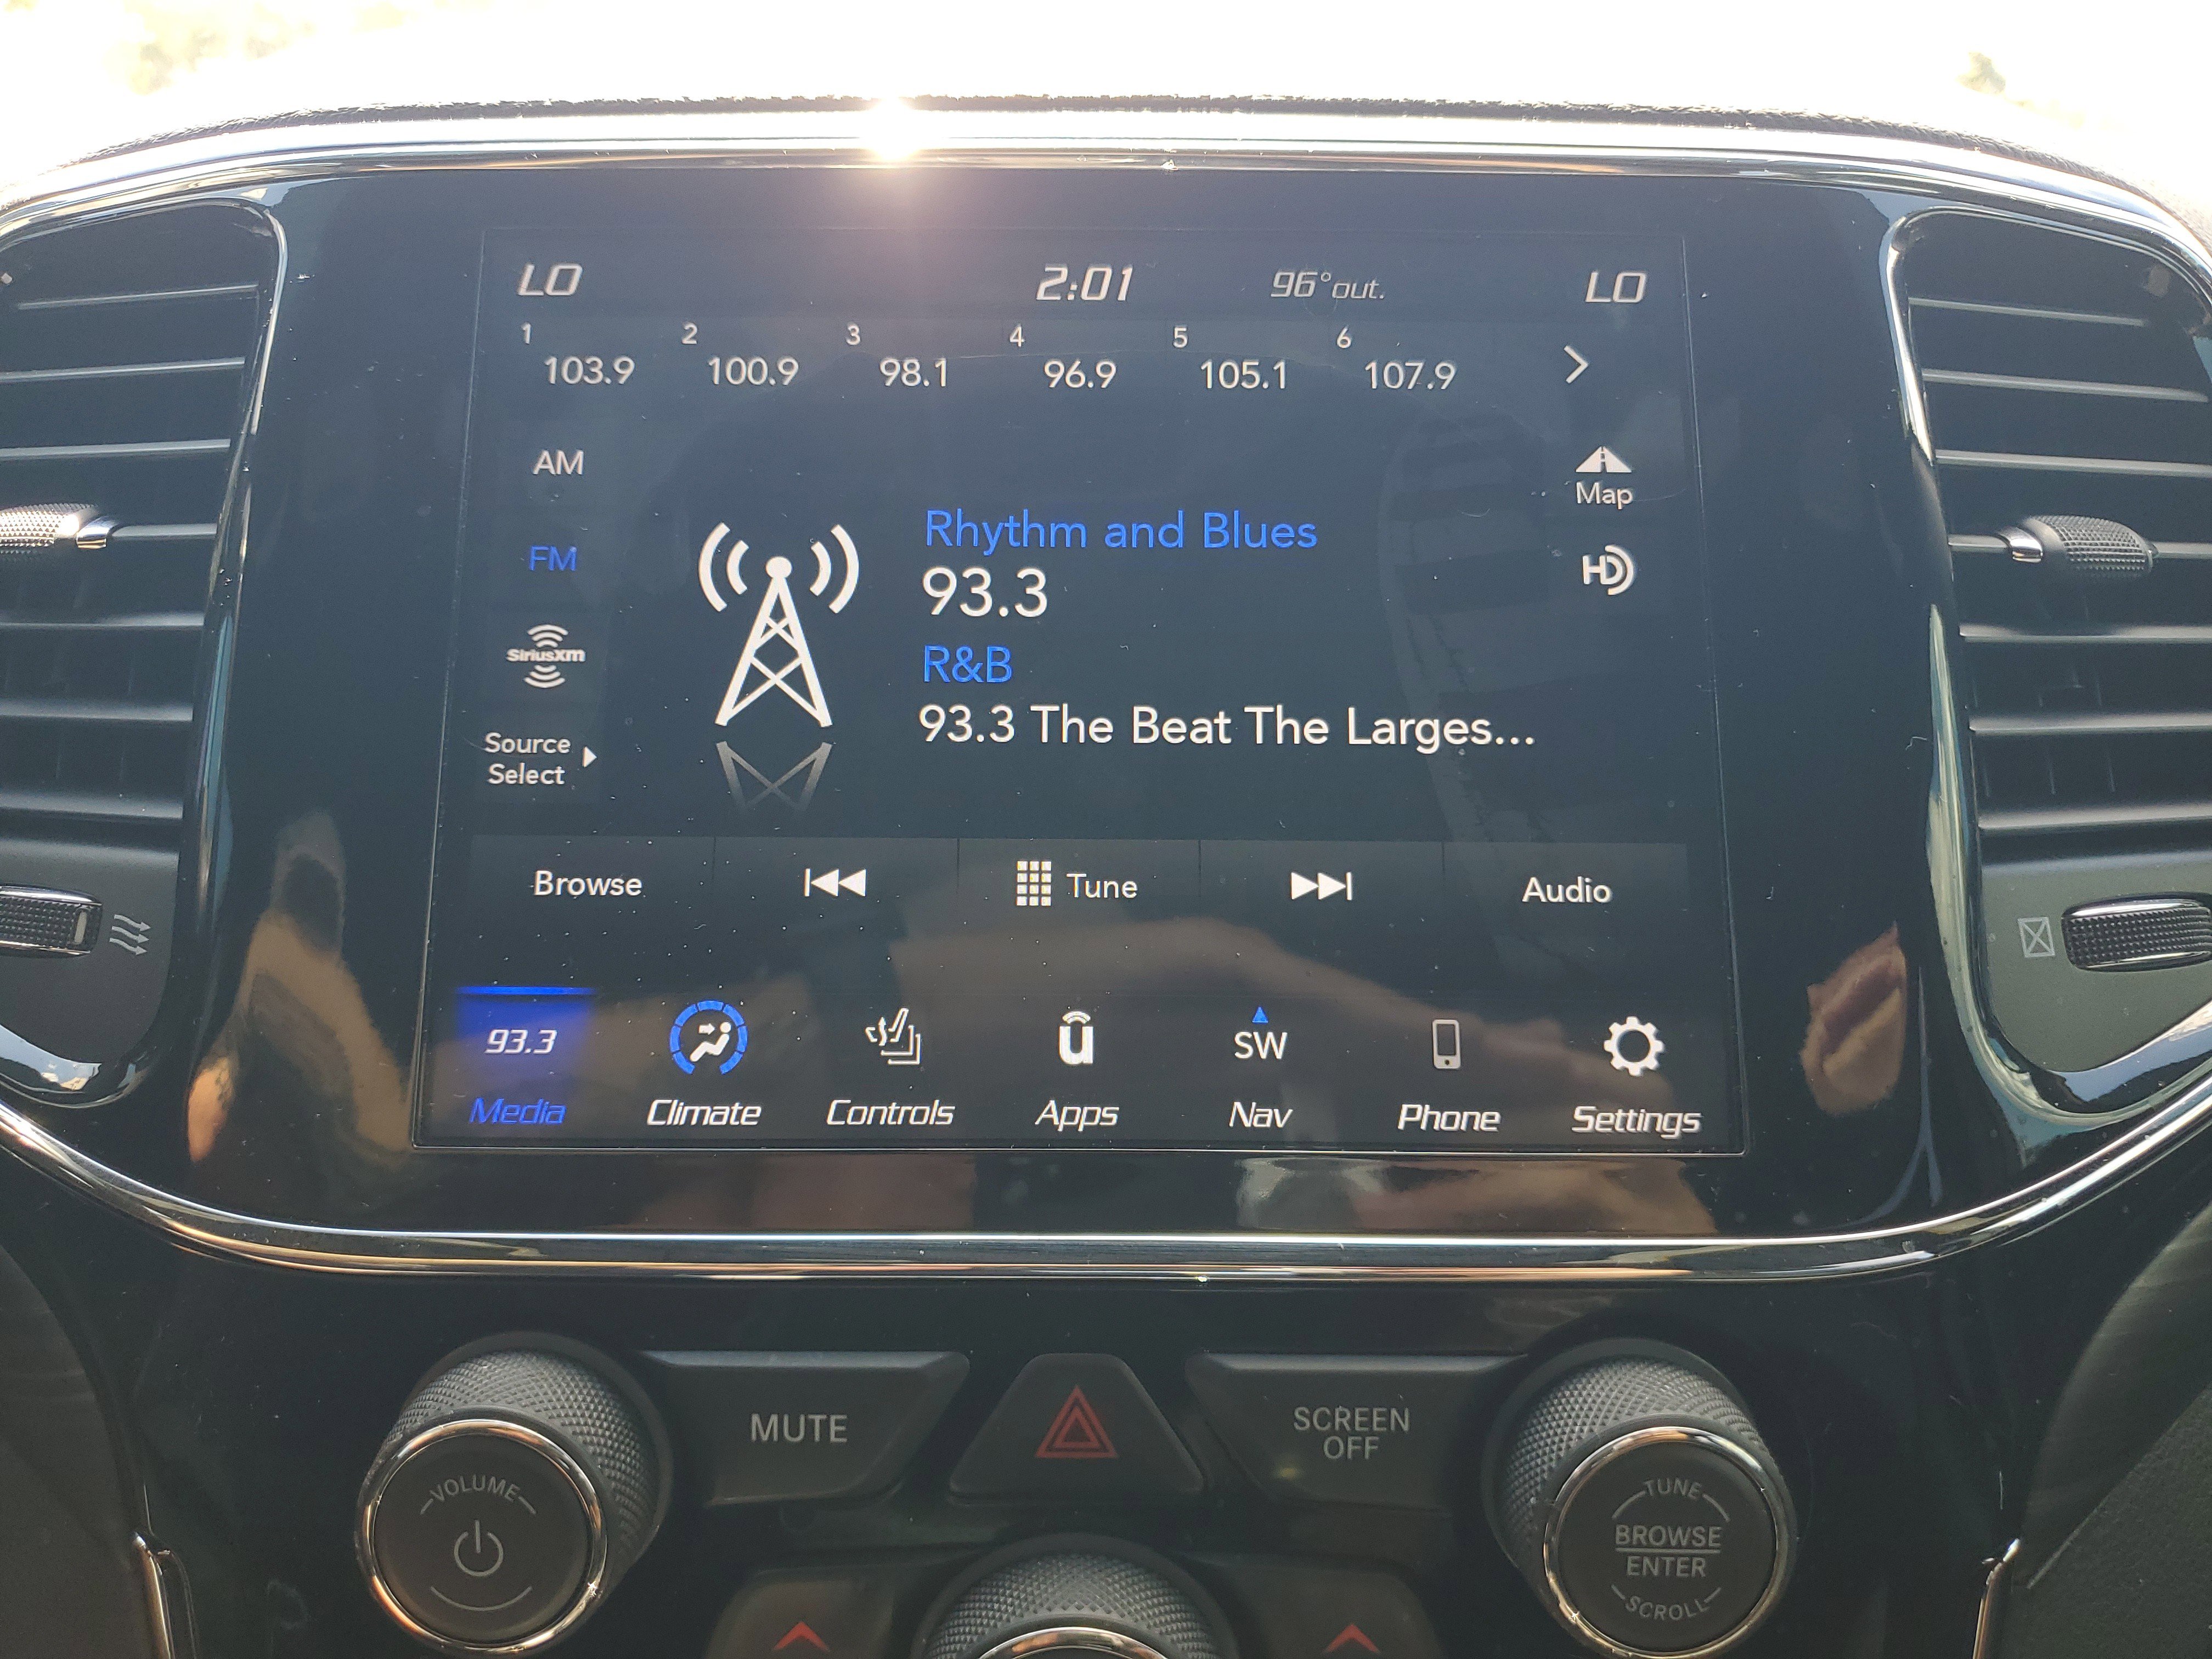 LO 2:01 96°out. LO
1 2 3 4 5 6
103.9 100.9 98.1 96.9 105.1 107.9
AM
Map
FM
Rhythm and Blues
HD
93.3
SiriusXM
R&B
93.3 The Beat The Larges...
Source
Select
Browse Tune Audio
93.3 u SW
Media Climate Controls Apps Nav Phone Settings
MUTE
SCREEN
OFF
VOLUME
TUNE
BROWSE
ENTER
SCROLL